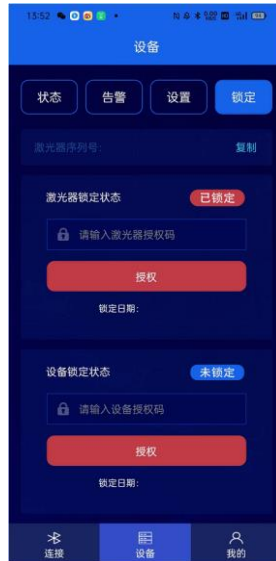 13:52
设备
状态 告警 设置 锁定
激光器序列号: 复制
激光器锁定状态 已锁定
请输入激光器授权码
授权
锁定日期:
设备锁定状态 未锁定
请输入设备授权码
授权
锁定日期:
连接 设备 我的